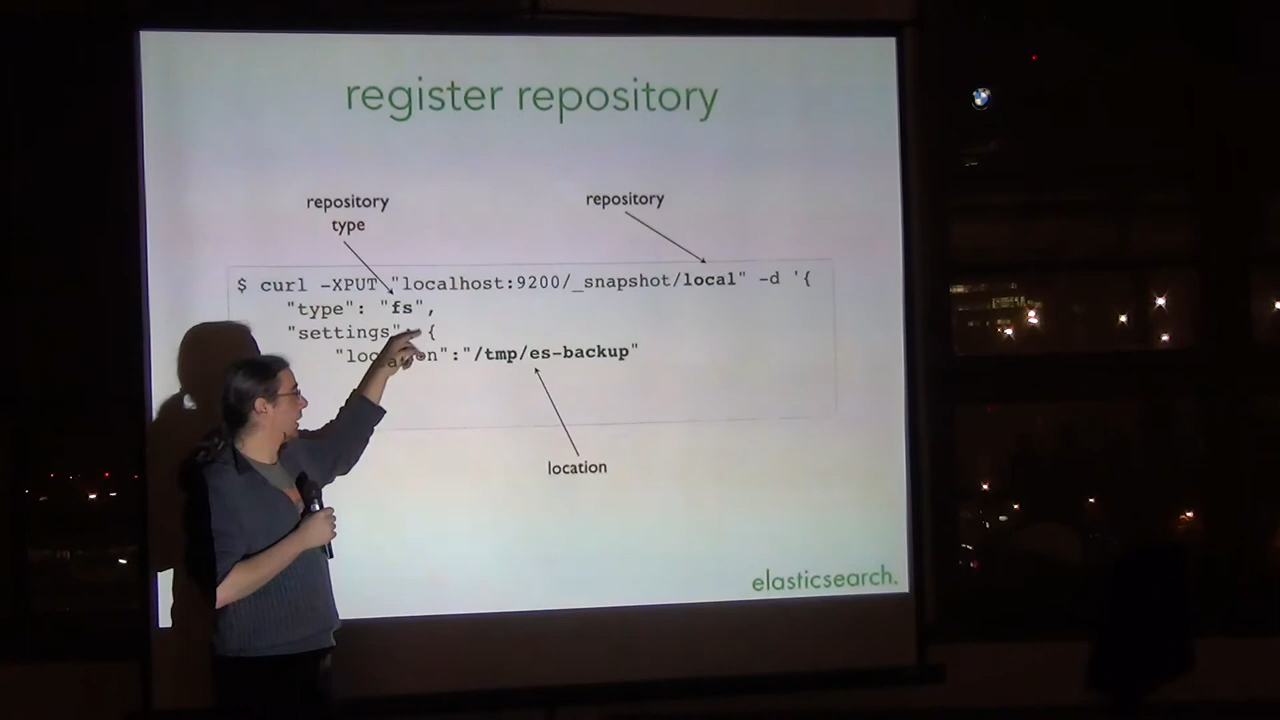 register repository
repository
type
repository
$ curl -XPUT "localhost:9200/_snapshot/local" -d '{
"type": "fs",
"settings": {
"location":"/tmp/es-backup"
location
elasticsearch.